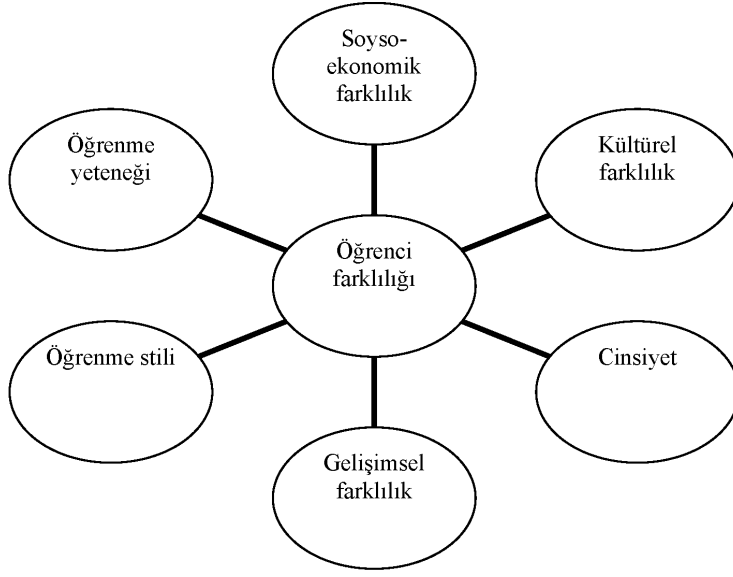 Soyso-
ekonomik
farklılık
Öğrenme
yeteneği
Kültürel
farklılık
Öğrenci
farklılığı
Öğrenme stili
Cinsiyet
Gelişimsel
farklılık